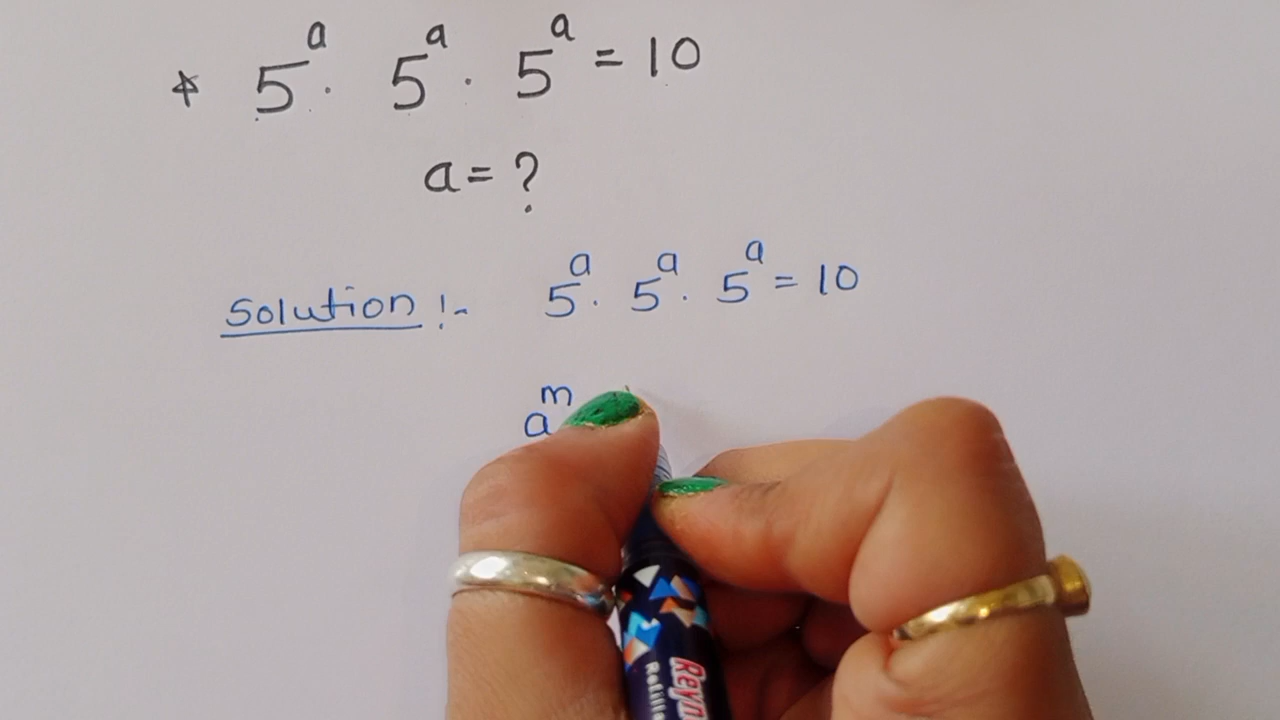 * 5^a · 5^a · 5^a = 10
a = ?
Solution :- 5^a · 5^a · 5^a = 10
a^m